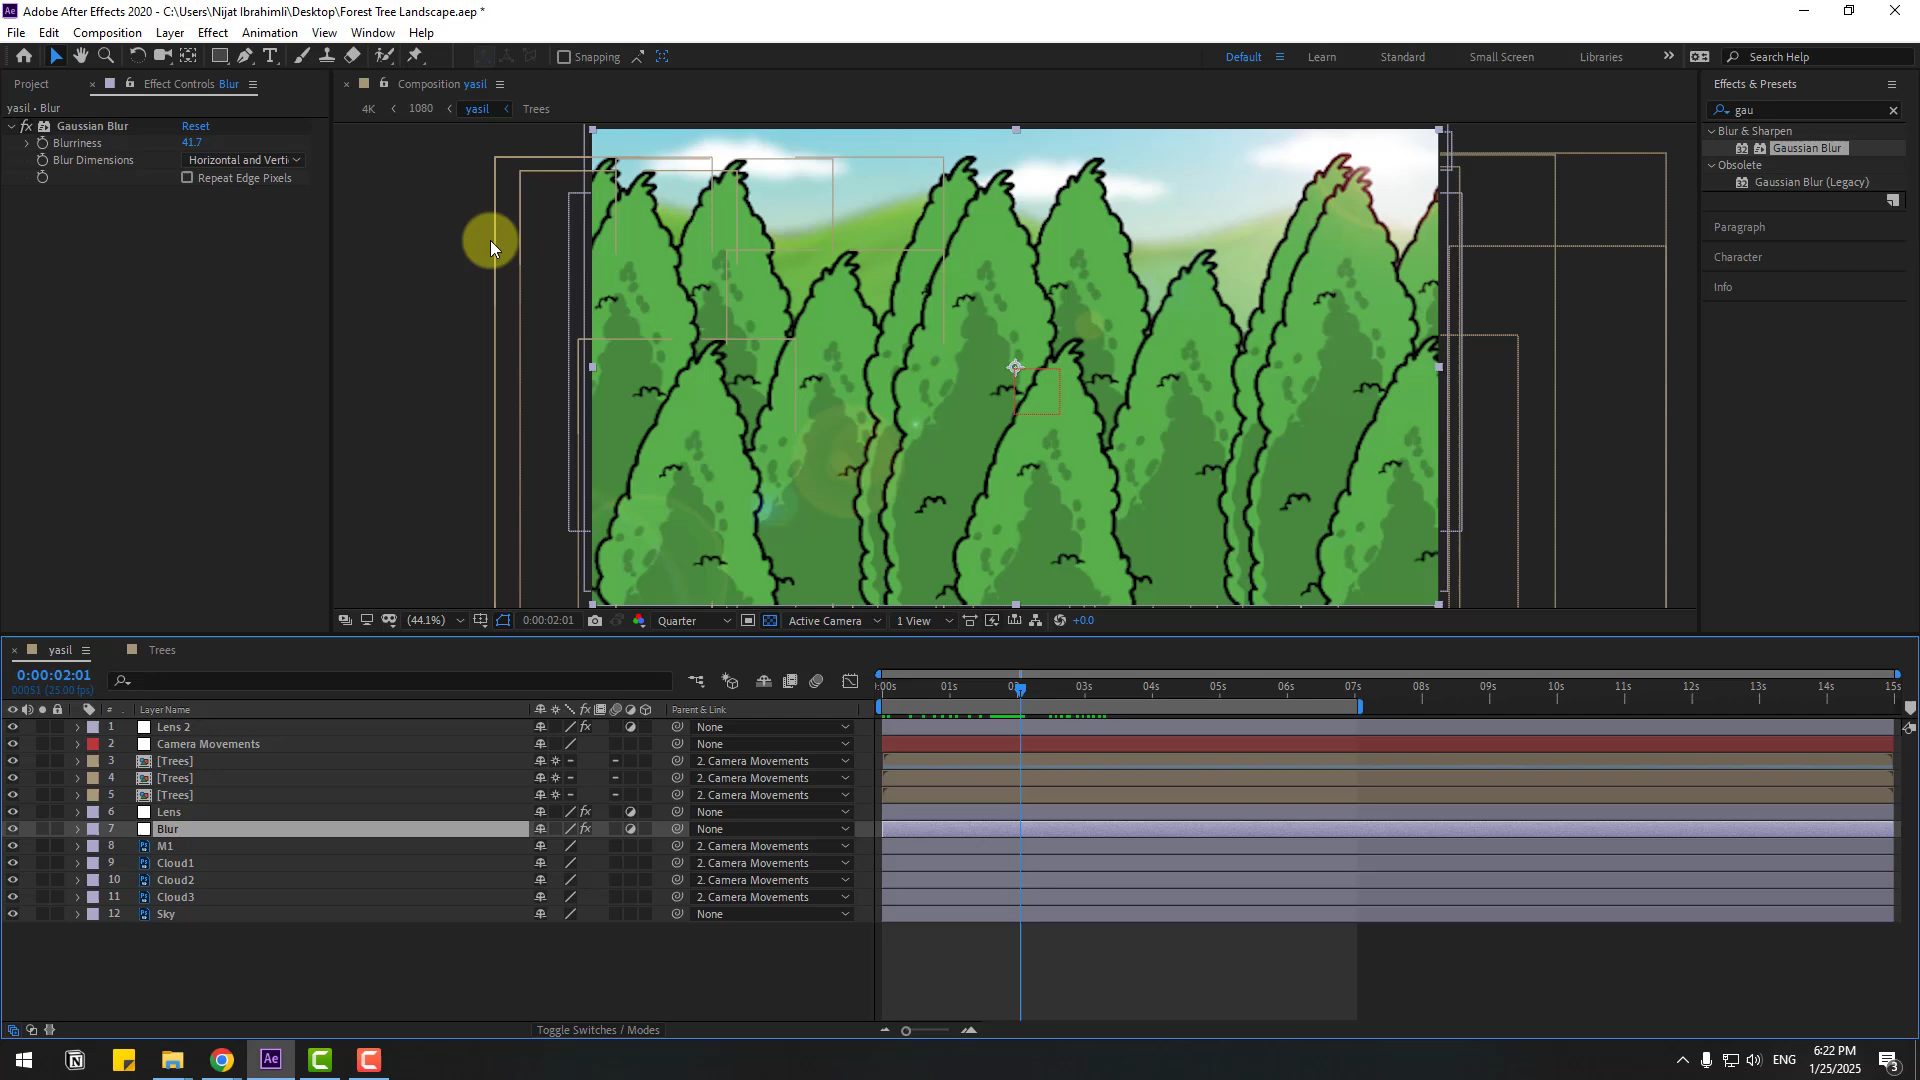 Adobe After Effects 2020 - C:\Users\Nijat Ibrahimli\Desktop\Forest Tree Landscape.aep *
File Edit Composition Layer Effect Animation View Window Help
Snapping Default Learn Standard Small Screen Libraries Search Help
Project Effect Controls Blur
yasil • Blur
fx Gaussian Blur Reset
Blurriness 41.7
Blur Dimensions Horizontal and Verti
Repeat Edge Pixels
Composition yasil
4K 1080 yasil Trees
(44.1%) 0:00:02:01 Quarter Active Camera 1 View +0.0
Effects & Presets
gau
Blur & Sharpen
32 Gaussian Blur
Obsolete
32 Gaussian Blur (Legacy)
Paragraph
Character
Info
yasil Trees
0:00:02:01
00051 (25.00 fps)
# Layer Name fx Parent & Link
1 Lens 2 fx None
2 Camera Movements None
3 [Trees] 2. Camera Movements
4 [Trees] 2. Camera Movements
5 [Trees] 2. Camera Movements
6 Lens fx None
7 Blur fx None
8 M1 2. Camera Movements
9 Cloud1 2. Camera Movements
10 Cloud2 2. Camera Movements
11 Cloud3 2. Camera Movements
12 Sky None
:00s 01s 03s 04s 05s 06s 07s 08s 09s 10s 11s 12s 13s 14s 15s
Toggle Switches / Modes
ENG
6:22 PM
1/25/2025
3